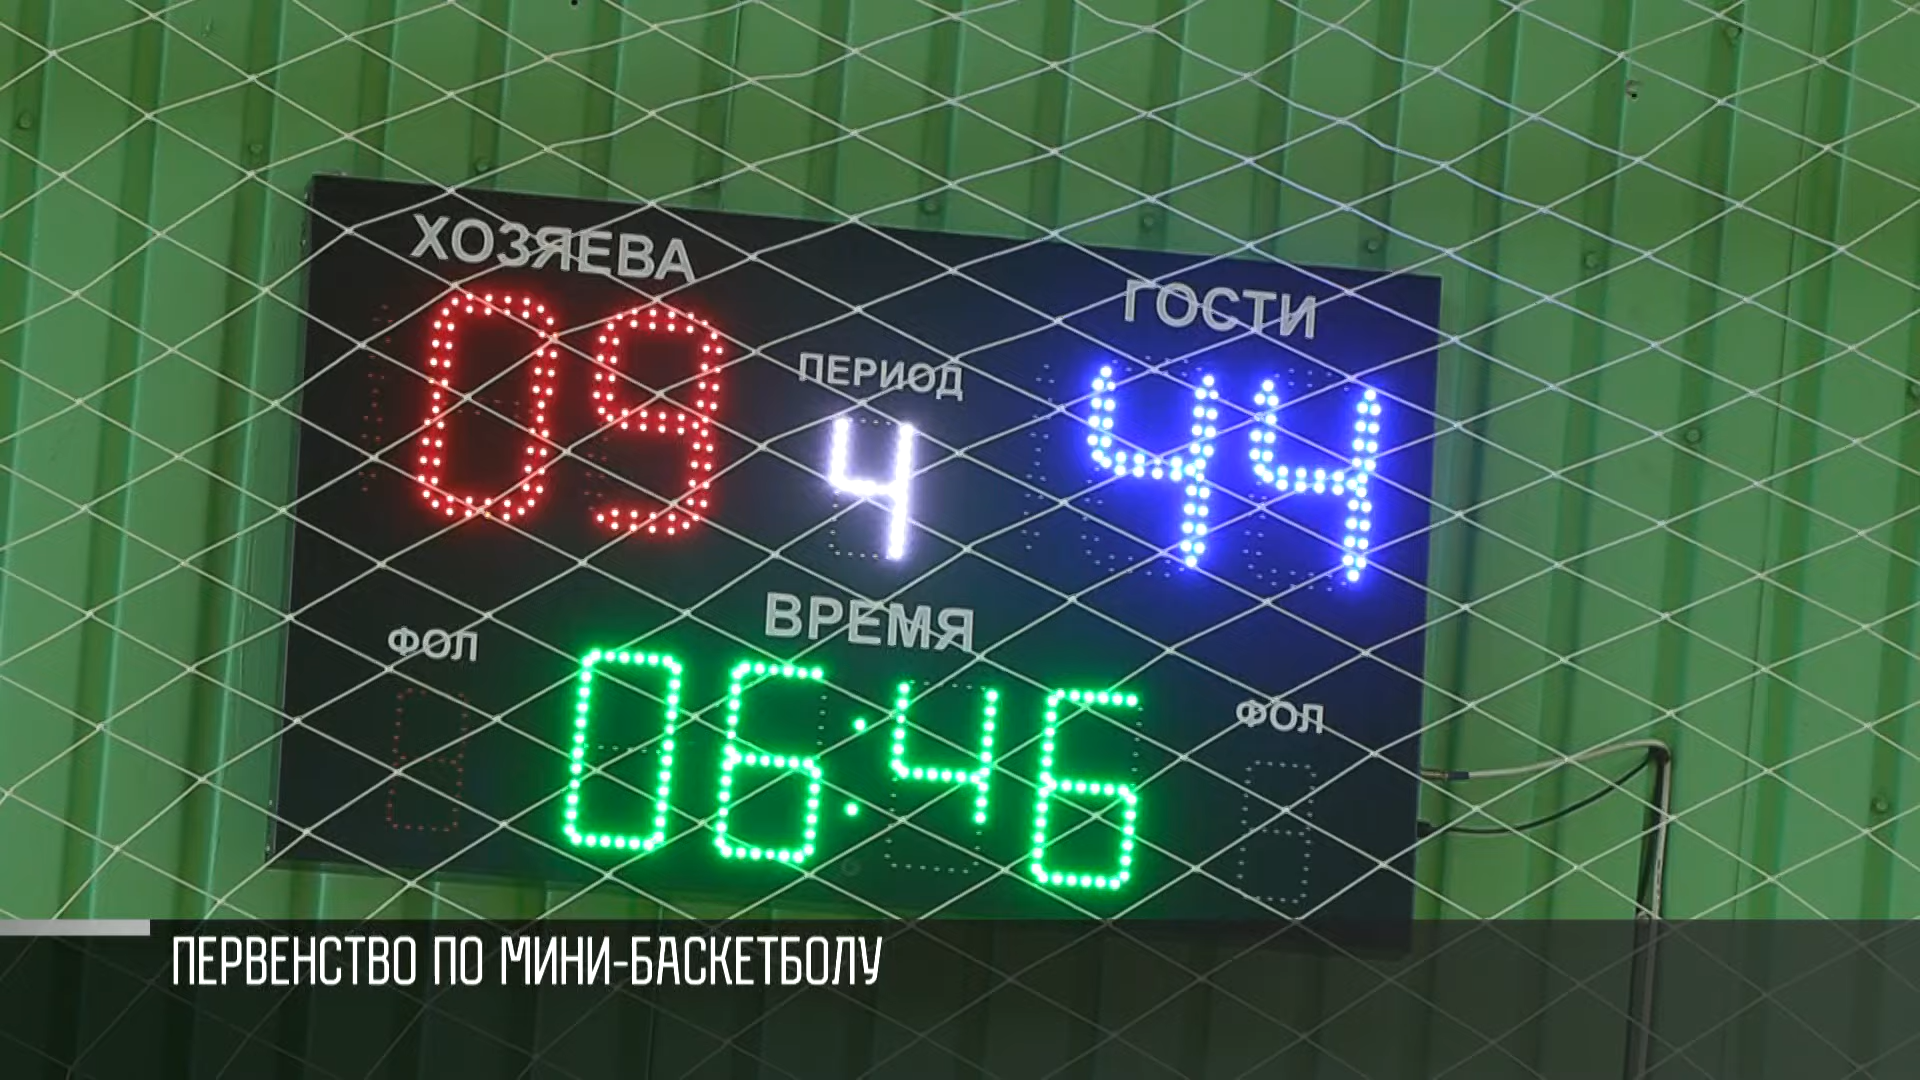 ХОЗЯЕВА
ГОСТИ
09
ПЕРИОД
4
44
ВРЕМЯ
ФОЛ
06:46
ФОЛ
ПЕРВЕНСТВО ПО МИНИ-БАСКЕТБОЛУ